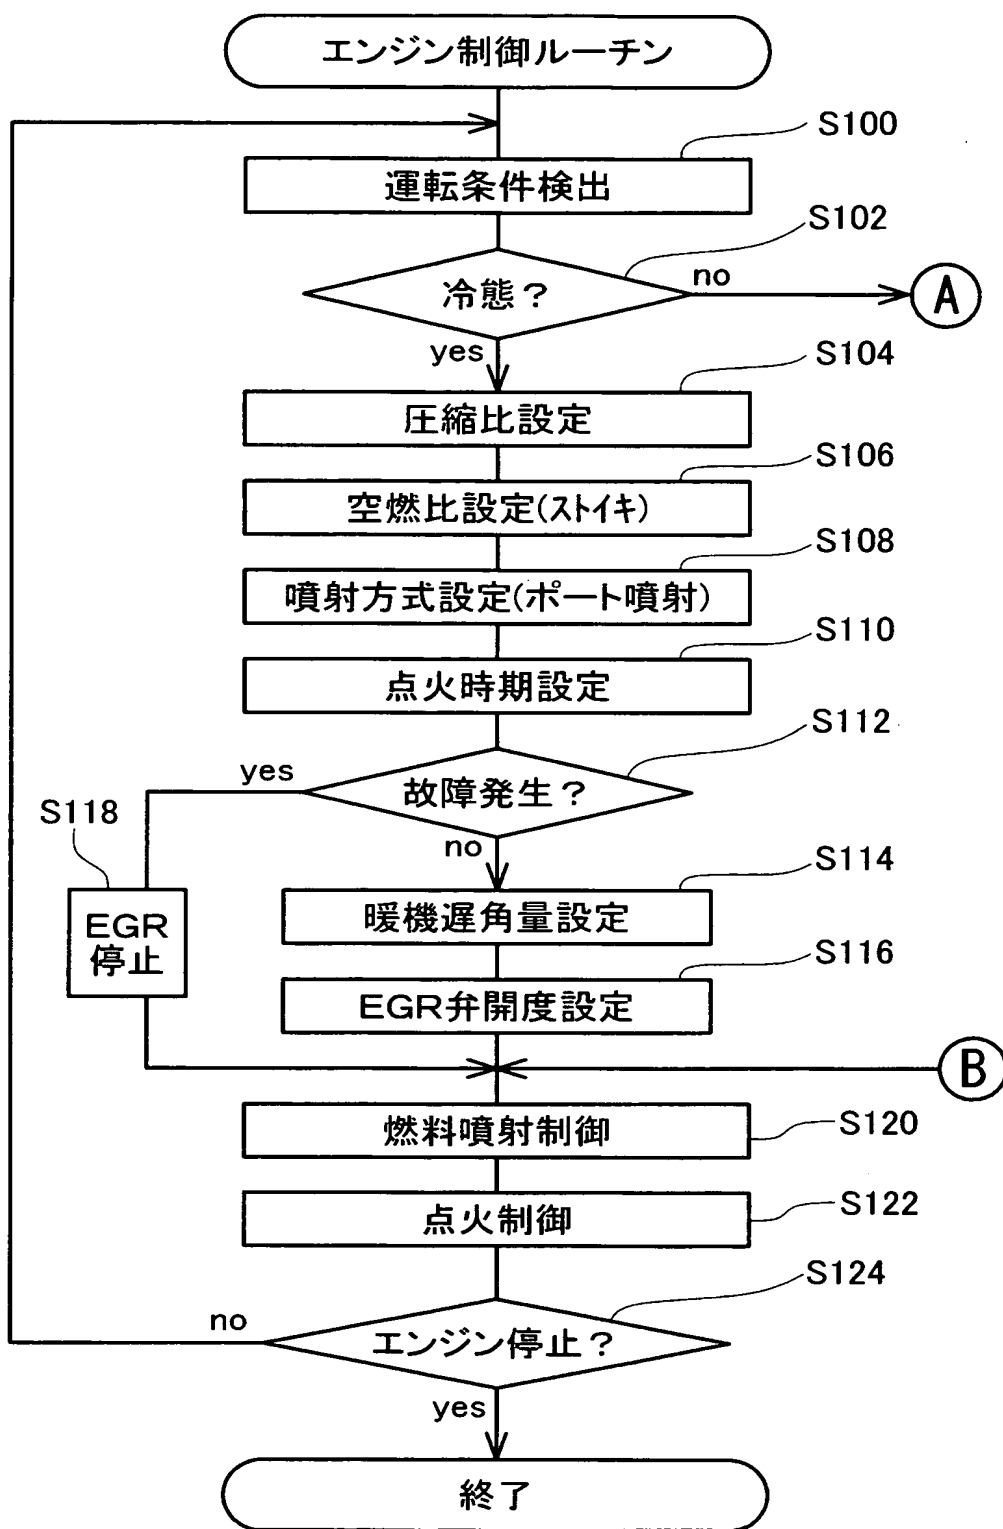 エンジン制御ルーチン
S100
運転条件検出
S102
冷態？
no
A
yes
S104
圧縮比設定
S106
空燃比設定(ストイキ)
S108
噴射方式設定(ポート噴射)
S110
点火時期設定
S112
故障発生？
yes
no
S118
EGR
停止
S114
暖機遅角量設定
S116
EGR弁開度設定
B
燃料噴射制御
S120
点火制御
S122
S124
エンジン停止？
no
yes
終了